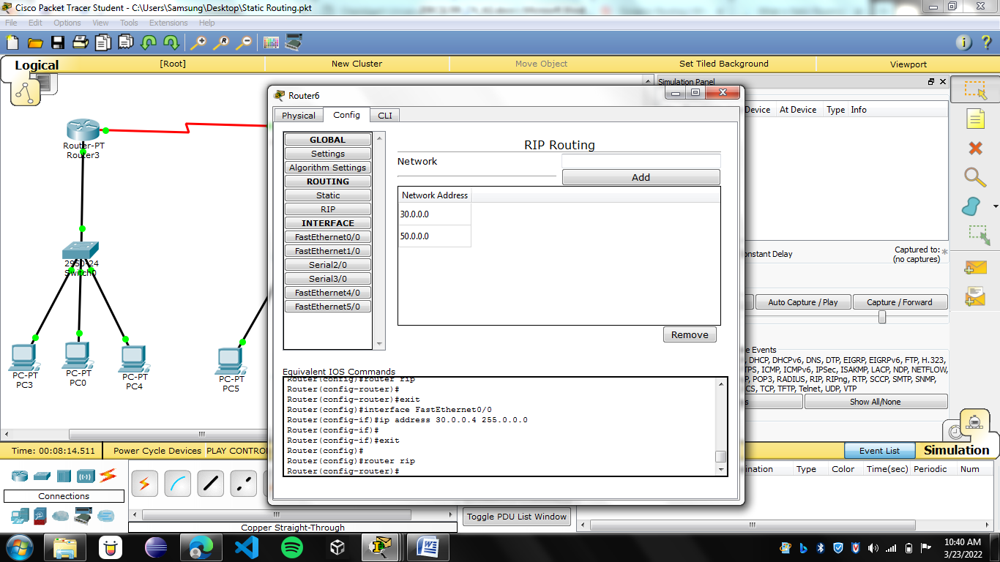 Cisco Packet Tracer Student - C:\Users\Samsung\Desktop\Static Routing.pkt
File Edit Options View Tools Extensions Help
Logical [Root] New Cluster Move Object Set Tiled Background Viewport
Router-PT
Router3
2950-24
Switch0
PC-PT
PC3
PC-PT
PC0
PC-PT
PC4
PC-PT
PC5
Router6
Physical Config CLI
GLOBAL
Settings
Algorithm Settings
ROUTING
Static
RIP
INTERFACE
FastEthernet0/0
FastEthernet1/0
Serial2/0
Serial3/0
FastEthernet4/0
FastEthernet5/0
RIP Routing
Network
Add
Network Address
30.0.0.0
50.0.0.0
Remove
Equivalent IOS Commands
Router(config)#router rip
Router(config-router)#
Router(config-router)#exit
Router(config)#interface FastEthernet0/0
Router(config-if)#ip address 30.0.0.4 255.0.0.0
Router(config-if)#
Router(config-if)#exit
Router(config)#
Router(config)#router rip
Router(config-router)#
Simulation Panel
Device At Device Type Info
onstant Delay
Captured to:
(no captures)
Auto Capture / Play Capture / Forward
e Events
, DHCP, DHCPv6, DNS, DTP, EIGRP, EIGRPv6, FTP, H.323,
TPS, ICMP, ICMPv6, IPSec, ISAKMP, LACP, NDP, NETFLOW,
P, POP3, RADIUS, RIP, RIPng, RTP, SCCP, SMTP, SNMP,
CS, TCP, TFTP, Telnet, UDP, VTP
s Show All/None
Time: 00:08:14.511 Power Cycle Devices PLAY CONTRO
Event List Simulation
ination Type Color Time(sec) Periodic Num
Connections
Copper Straight-Through
Toggle PDU List Window
10:40 AM
3/23/2022